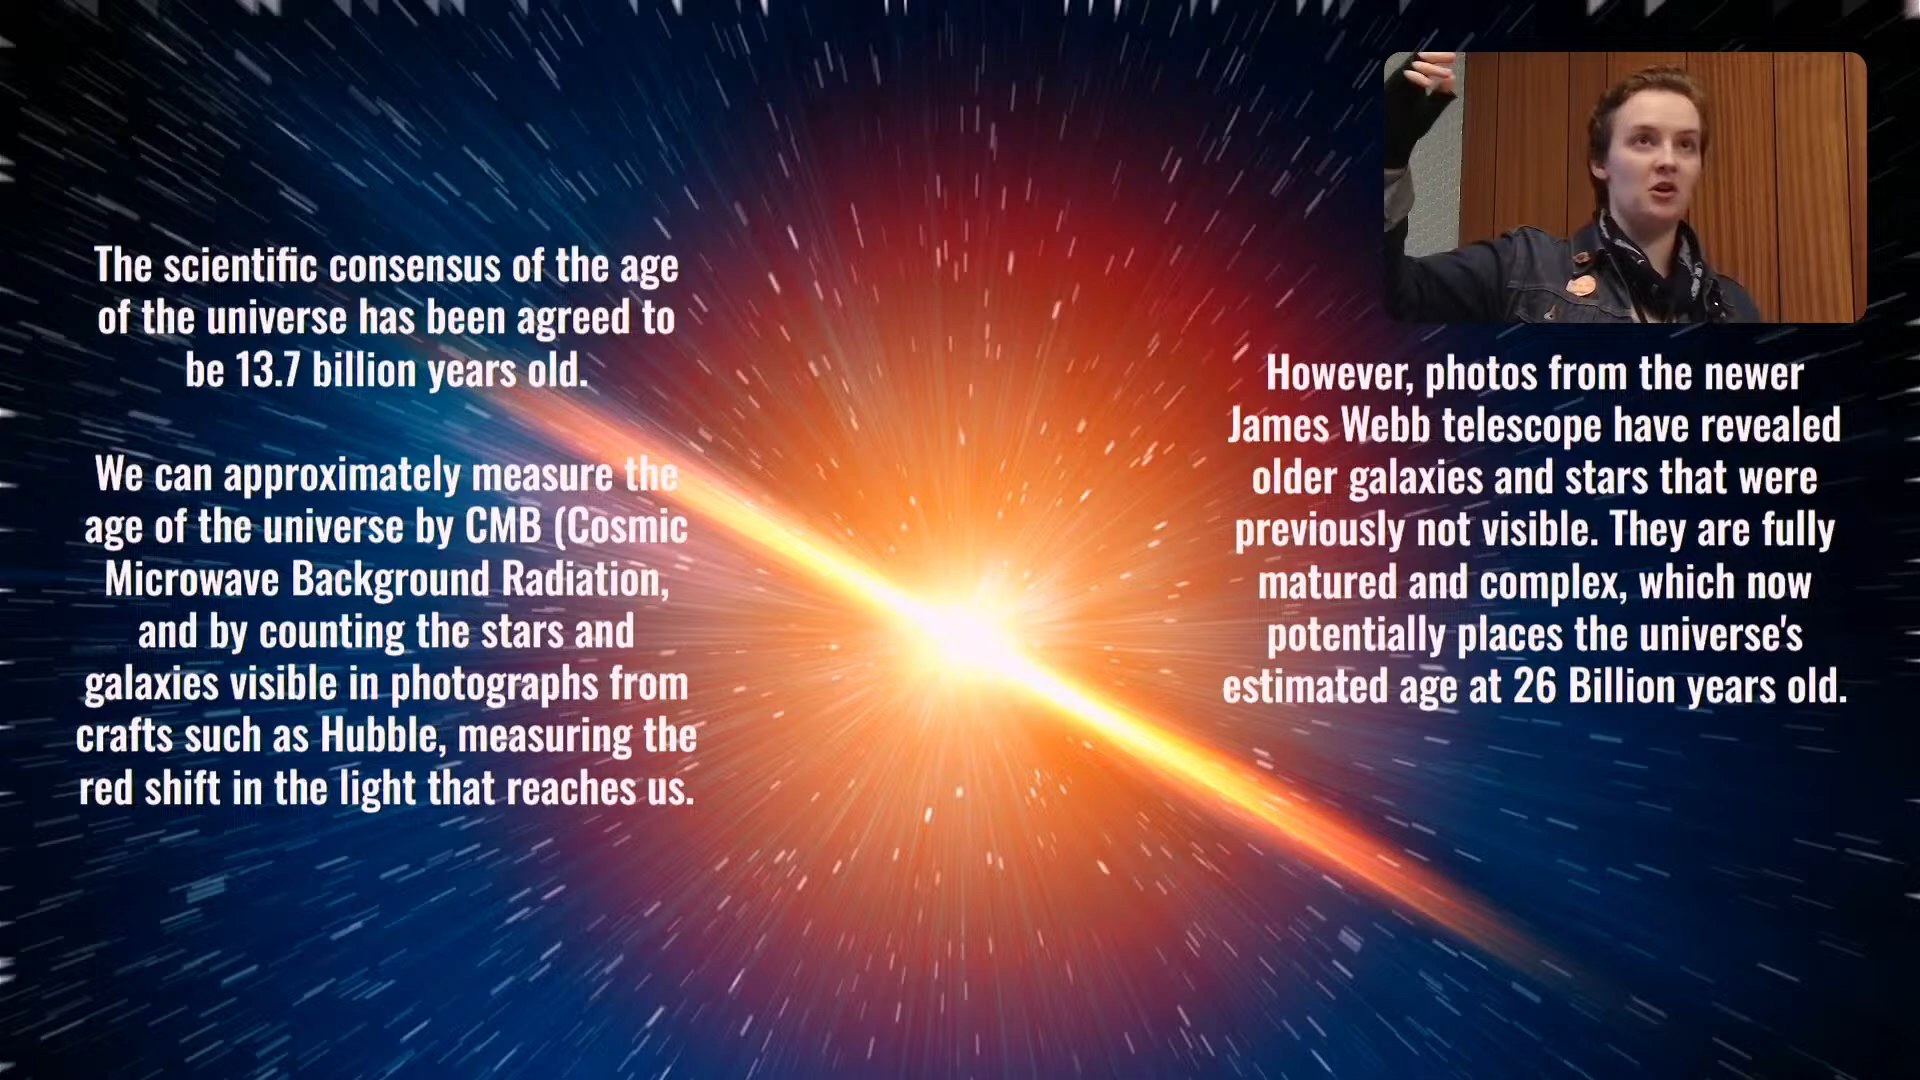 The scientific consensus of the age
of the universe has been agreed to
be 13.7 billion years old.
We can approximately measure the
age of the universe by CMB (Cosmic
Microwave Background Radiation,
and by counting the stars and
galaxies visible in photographs from
crafts such as Hubble, measuring the
red shift in the light that reaches us.
However, photos from the newer
James Webb telescope have revealed
older galaxies and stars that were
previously not visible. They are fully
matured and complex, which now
potentially places the universe's
estimated age at 26 Billion years old.